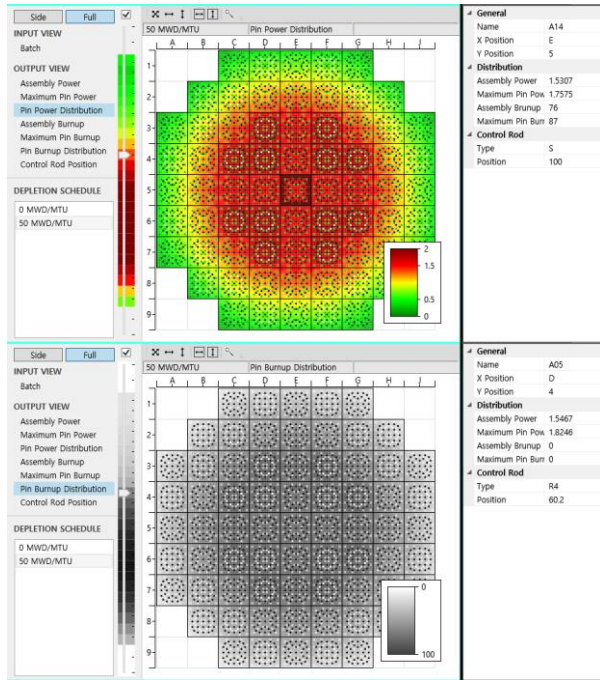 Side Full
INPUT VIEW
Batch
OUTPUT VIEW
Assembly Power
Maximum Pin Power
Pin Power Distribution
Assembly Burnup
Maximum Pin Burnup
Pin Burnup Distribution
Control Rod Position
DEPLETION SCHEDULE
0 MWD/MTU
50 MWD/MTU
50 MWD/MTU Pin Power Distribution
A B C D E F G H J
1
2
3
4
5
6
7
8
9
2
1.5
0.5
0
General
Name A14
X Position E
Y Position 5
Distribution
Assembly Power 1.5307
Maximum Pin Pow 1.7575
Assembly Brunup 76
Maximum Pin Burr 87
Control Rod
Type S
Position 100
Side Full
INPUT VIEW
Batch
OUTPUT VIEW
Assembly Power
Maximum Pin Power
Pin Power Distribution
Assembly Burnup
Maximum Pin Burnup
Pin Burnup Distribution
Control Rod Position
DEPLETION SCHEDULE
0 MWD/MTU
50 MWD/MTU
50 MWD/MTU Pin Burnup Distribution
A B C D E F G H J
1
2
3
4
5
6
7
8
9
0
100
General
Name A05
X Position D
Y Position 4
Distribution
Assembly Power 1.5467
Maximum Pin Pow 1.8246
Assembly Brunup 0
Maximum Pin Burr 0
Control Rod
Type R4
Position 60.2